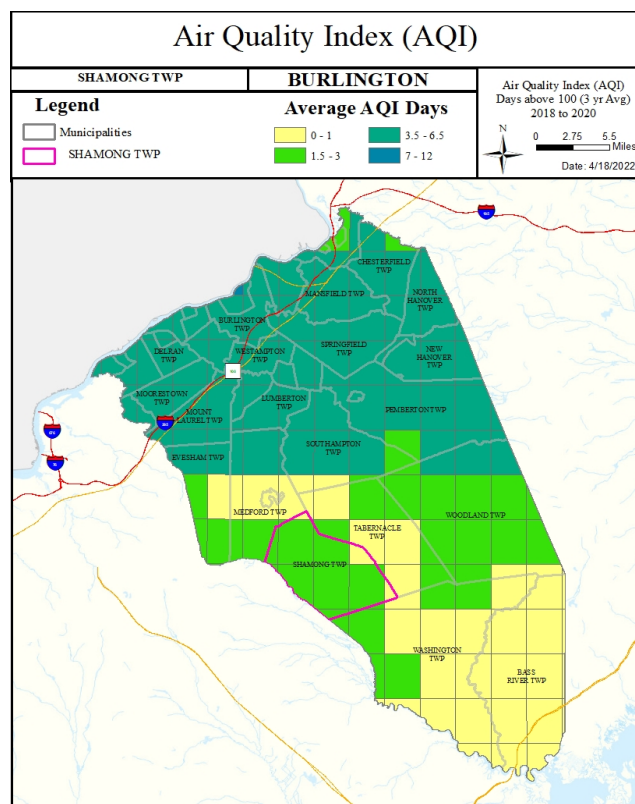 Air Quality Index (AQI)
SHAMONG TWP
BURLINGTON
Legend
Municipalities
SHAMONG TWP
Average AQI Days
0 - 1
3.5 - 6.5
1.5 - 3
7 - 12
Air Quality Index (AQI)
Days above 100 (3 yr Avg)
2018 to 2020
N
0 2.75 5.5
Miles
Date: 4/18/2022
CHESTERFIELD
TWP
MANSFIELD TWP
NORTH
HANOVER
TWP
BURLINGTON
TWP
SPRINGFIELD
TWP
DELRAN
TWP
WESTAMPTON
TWP
NEW
HANOVER
TWP
MOORESTOWN
TWP
LUMBERTON
TWP
MOUNT
LAUREL TWP
PEMBERTON TWP
SOUTHAMPTON
TWP
EVESHAM TWP
MEDFORD TWP
WOODLAND TWP
TABERNACLE
TWP
SHAMONG TWP
WASHINGTON
TWP
BASS
RIVER TWP